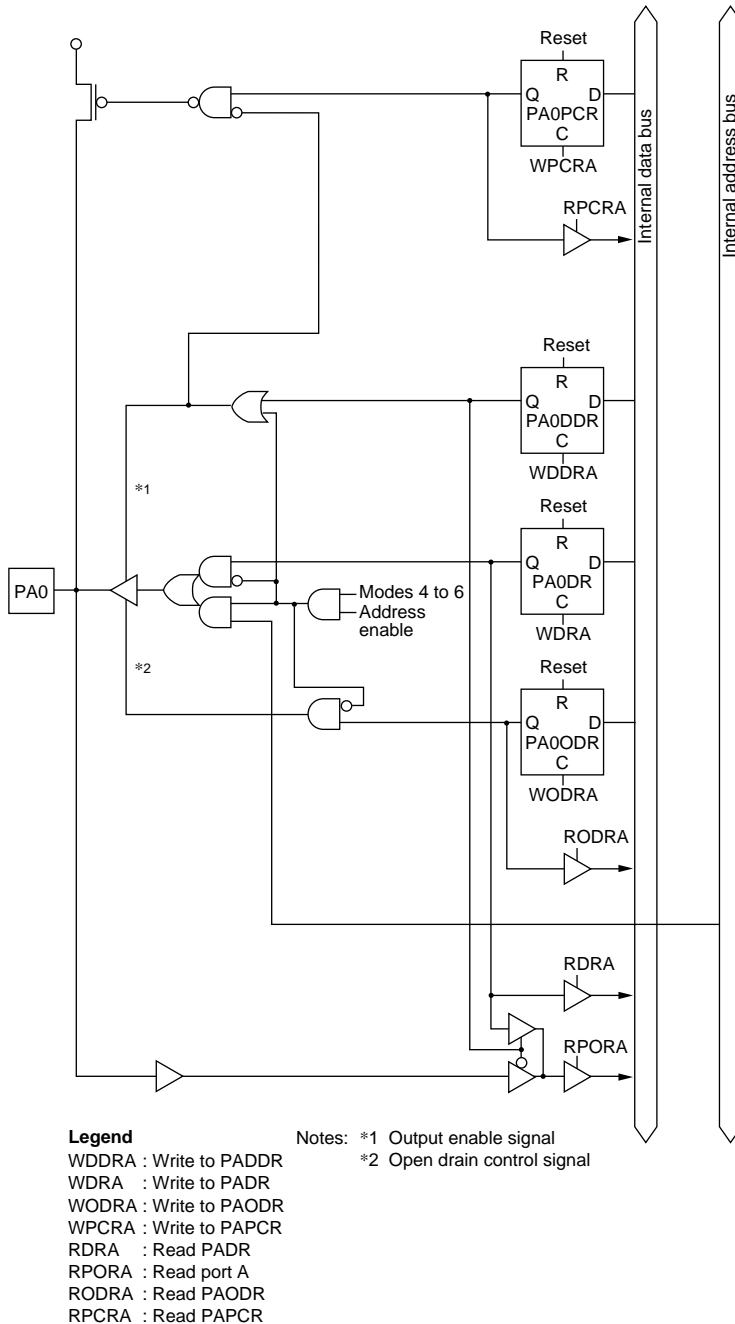 Reset
R
Q D
PA0PCR
C
WPCRA
RPCRA
Internal data bus
Internal address bus
Reset
R
Q D
PA0DDR
C
WDDRA
*1
Reset
R
Q D
PA0DR
C
WDRA
PA0
Modes 4 to 6
Address
enable
*2
Reset
R
Q D
PA0ODR
C
WODRA
RODRA
RDRA
RPORA
Legend
WDDRA : Write to PADDR
WDRA : Write to PADR
WODRA : Write to PAODR
WPCRA : Write to PAPCR
RDRA : Read PADR
RPORA : Read port A
RODRA : Read PAODR
RPCRA : Read PAPCR
Notes: *1 Output enable signal
*2 Open drain control signal